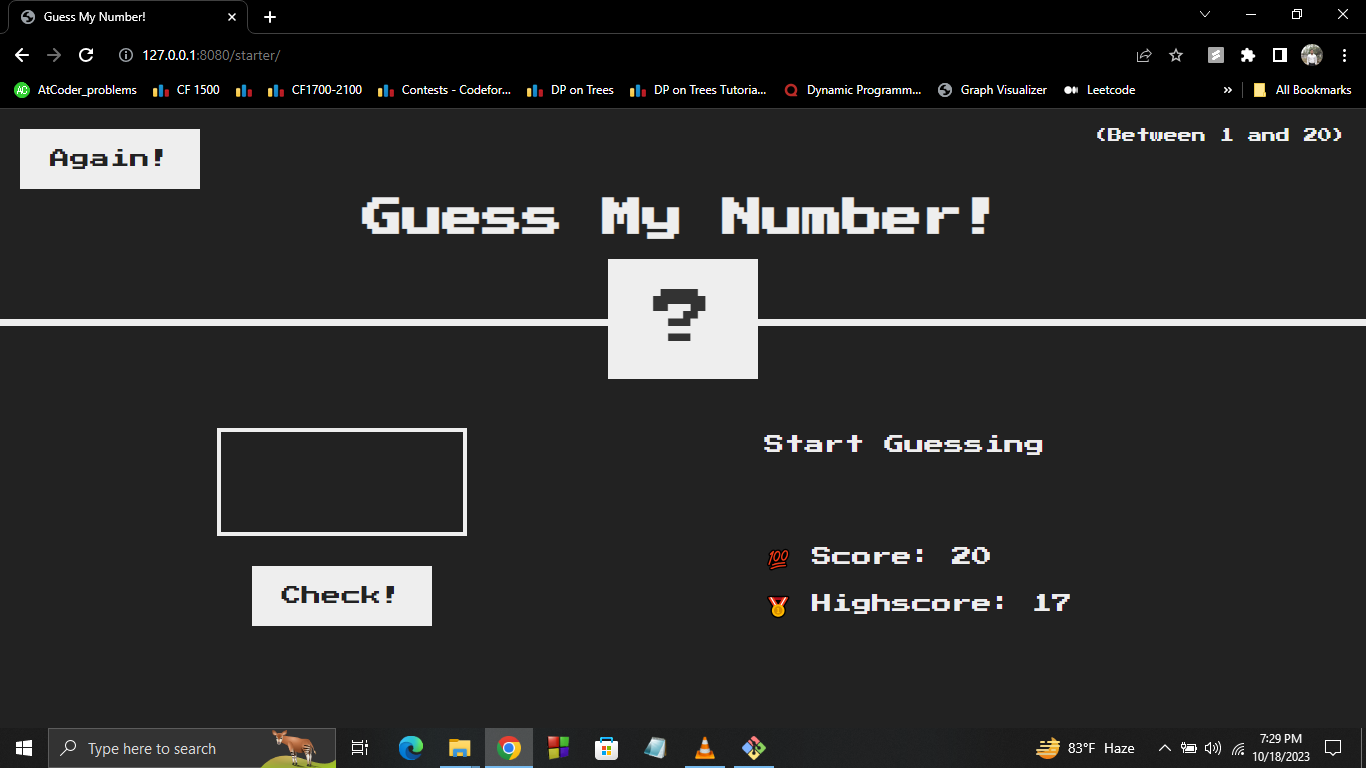 Guess My Number!
127.0.0.1:8080/starter/
AtCoder_problems CF 1500 CF1700-2100 Contests - Codefor... DP on Trees DP on Trees Tutoria... Dynamic Programm... Graph Visualizer Leetcode » All Bookmarks
Again!
(Between 1 and 20)
Guess My Number!
?
Start Guessing
💯 Score: 20
Check!
🥇 Highscore: 17
Type here to search
83°F Haze
7:29 PM
10/18/2023